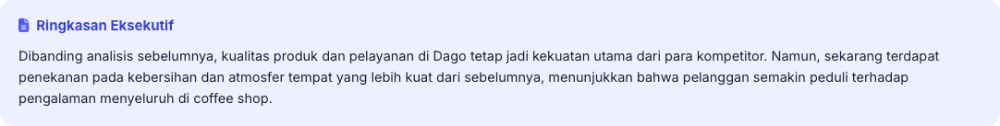 Ringkasan Eksekutif
Dibanding analisis sebelumnya, kualitas produk dan pelayanan di Dago tetap jadi kekuatan utama dari para kompetitor. Namun, sekarang terdapat
penekanan pada kebersihan dan atmosfer tempat yang lebih kuat dari sebelumnya, menunjukkan bahwa pelanggan semakin peduli terhadap
pengalaman menyeluruh di coffee shop.